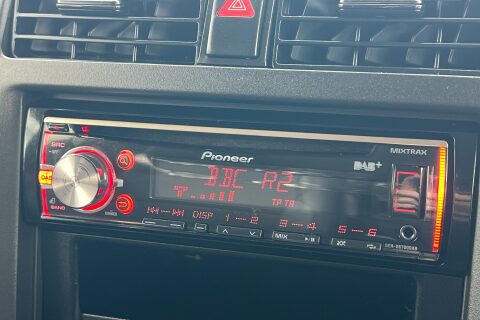 SRC
Pioneer
MIXTRAX
DAB+
BBC R2
TP TA
BAND
DISP
1 - 2
3 - 4
5 - 6
MIX